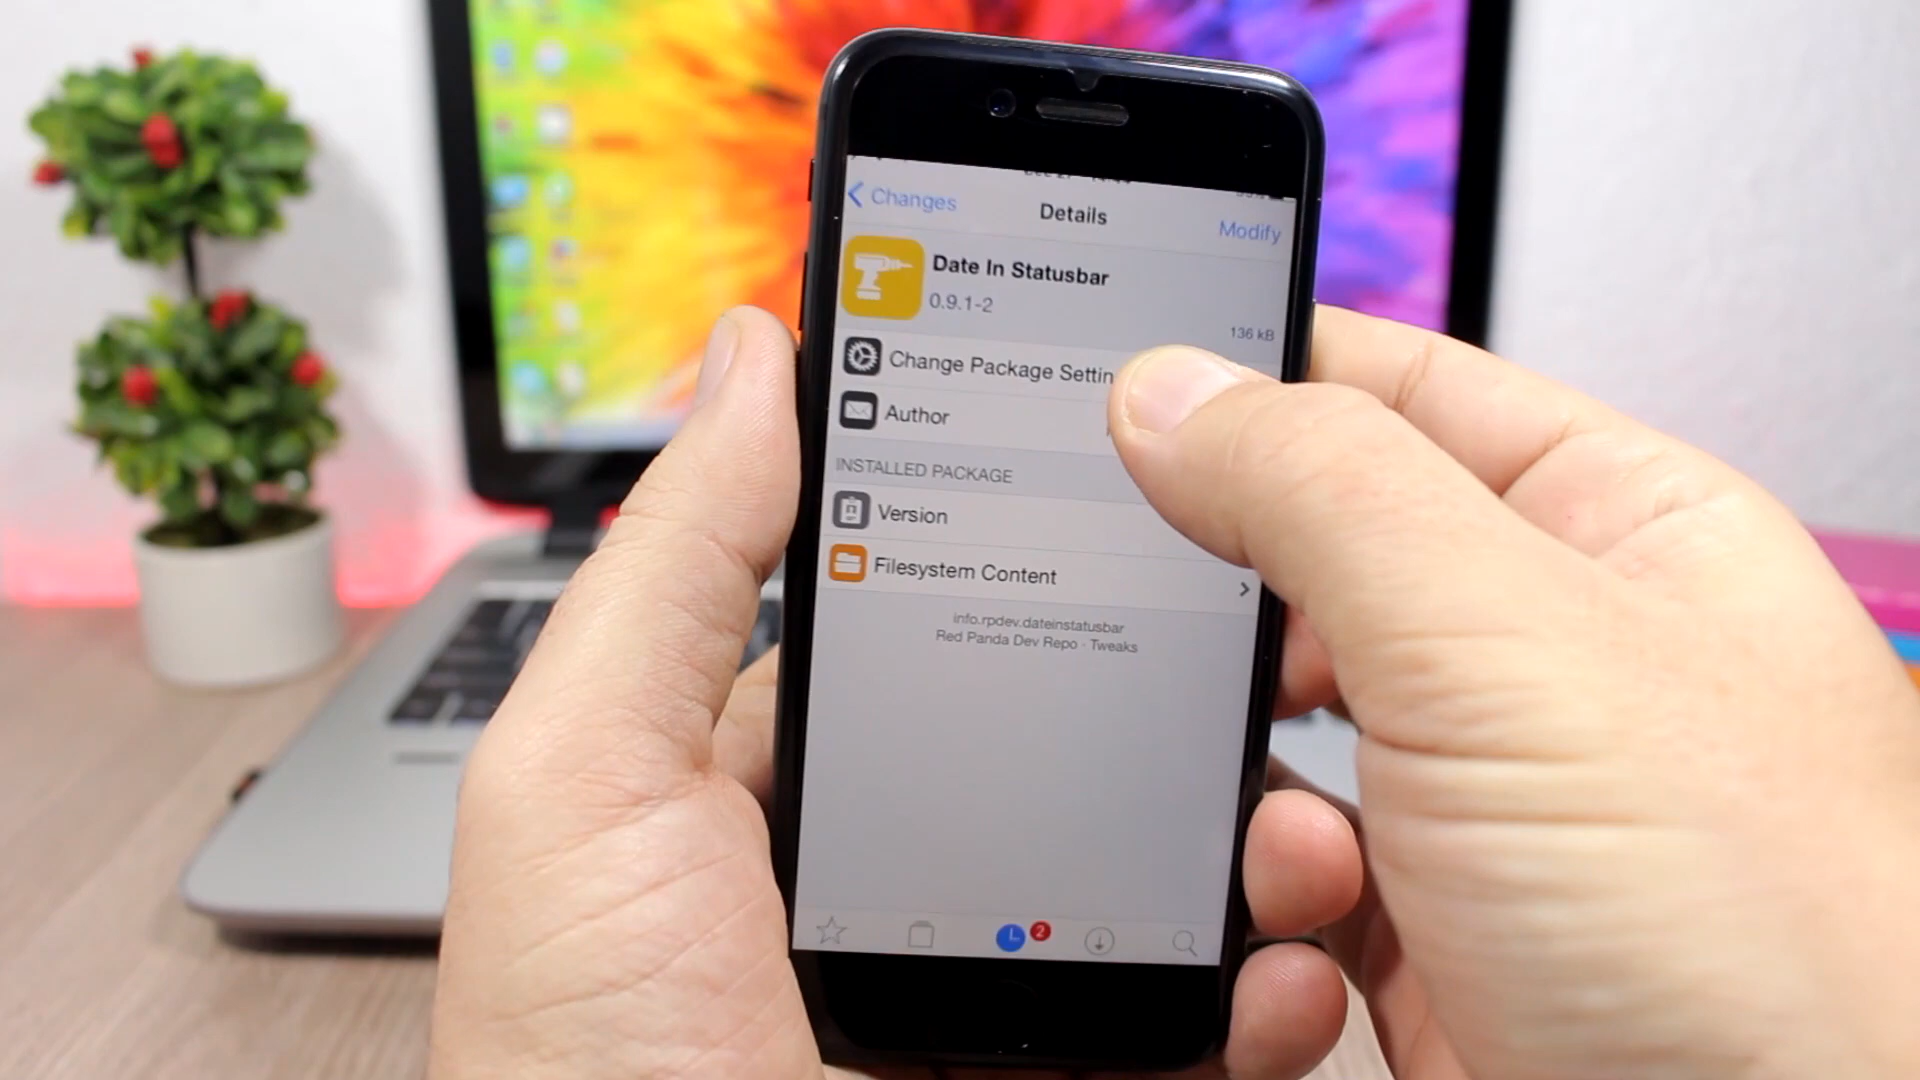 Changes
Details
Modify
Date In Statusbar
0.9.1-2
136 kB
Change Package Settin
Author
INSTALLED PACKAGE
Version
Filesystem Content
info.rpdev.dateinstatusbar
Red Panda Dev Repo - Tweaks
2